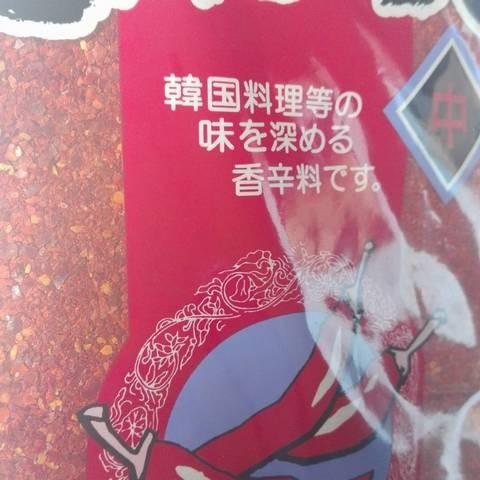 韓国料理等の
味を深める
香辛料です。
中